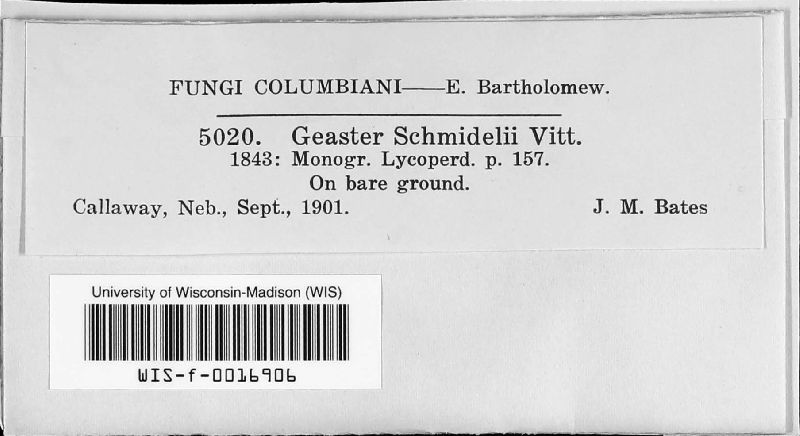 FUNGI COLUMBIANI——E. Bartholomew.
5020. Geaster Schmidelii Vitt.
1843: Monogr. Lycoperd. p. 157.
On bare ground.
Callaway, Neb., Sept., 1901. J. M. Bates
University of Wisconsin-Madison (WIS)
WIS-f-0016906